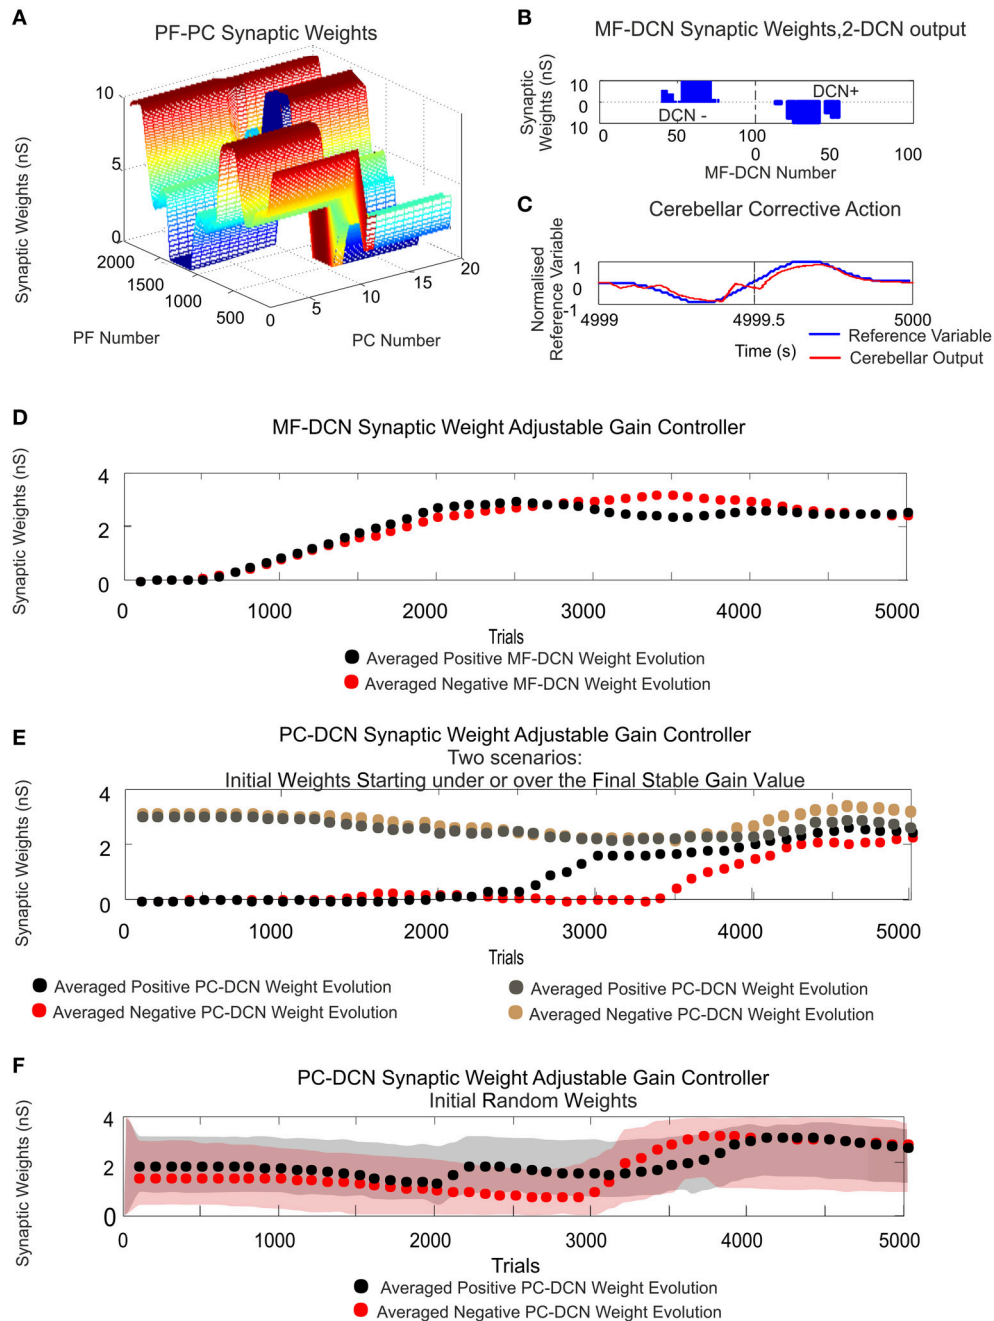 A
PF-PC Synaptic Weights
Synaptic Weights (nS)
10
5
0
2000
1500
1000
500
0
5
10
15
20
PF Number
PC Number
B
MF-DCN Synaptic Weights,2-DCN output
Synaptic
Weights (nS)
10
0
10
DCN -
DCN+
0
50
100
0
50
100
MF-DCN Number
C
Cerebellar Corrective Action
Normalised
Reference Variable
1
0
-1
4999
4999.5
5000
Time (s)
Reference Variable
Cerebellar Output
D
MF-DCN Synaptic Weight Adjustable Gain Controller
Synaptic Weights (nS)
4
2
0
0
1000
2000
3000
4000
5000
Trials
Averaged Positive MF-DCN Weight Evolution
Averaged Negative MF-DCN Weight Evolution
E
PC-DCN Synaptic Weight Adjustable Gain Controller
Two scenarios:
Initial Weights Starting under or over the Final Stable Gain Value
Synaptic Weights (nS)
4
2
0
0
1000
2000
3000
4000
5000
Trials
Averaged Positive PC-DCN Weight Evolution
Averaged Negative PC-DCN Weight Evolution
Averaged Positive PC-DCN Weight Evolution
Averaged Negative PC-DCN Weight Evolution
F
PC-DCN Synaptic Weight Adjustable Gain Controller
Initial Random Weights
Synaptic Weights (nS)
4
2
0
0
1000
2000
3000
4000
5000
Trials
Averaged Positive PC-DCN Weight Evolution
Averaged Negative PC-DCN Weight Evolution